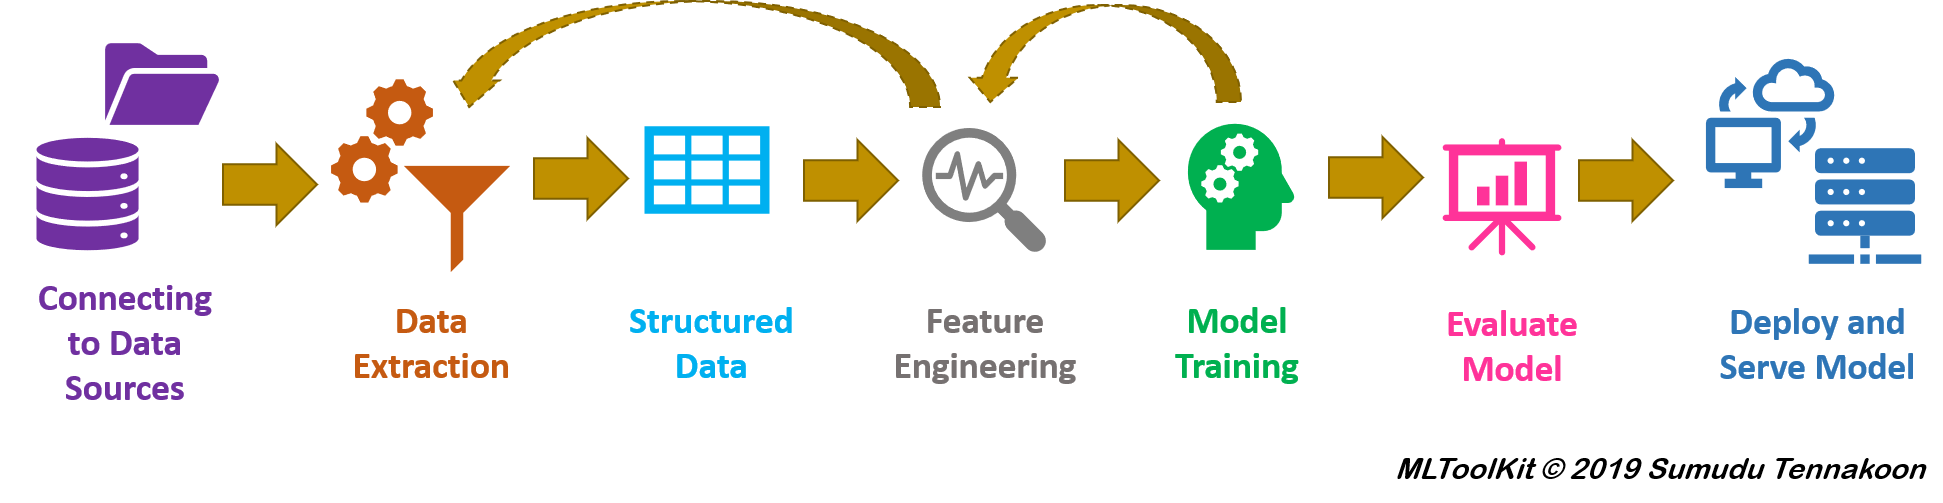 Connecting
to Data
Sources
Data
Extraction
Structured
Data
Feature
Engineering
Model
Training
Evaluate
Model
Deploy and
Serve Model
MLToolKit © 2019 Sumudu Tennakoon